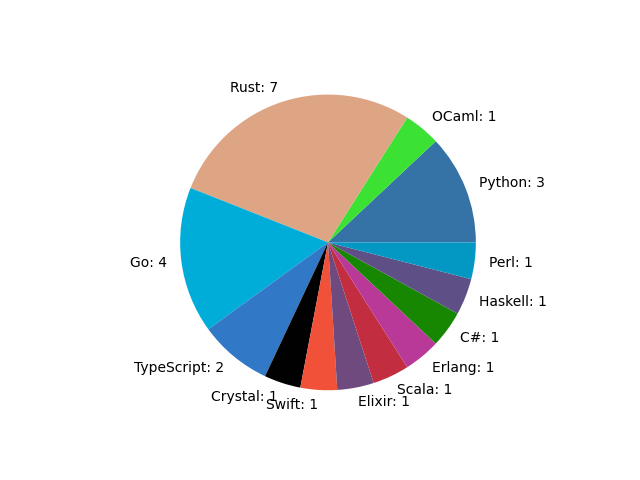 Rust: 7
OCaml: 1
Python: 3
Go: 4
Perl: 1
Haskell: 1
C#: 1
TypeScript: 2
Erlang: 1
Scala: 1
Crystal: 1
Swift: 1
Elixir: 1